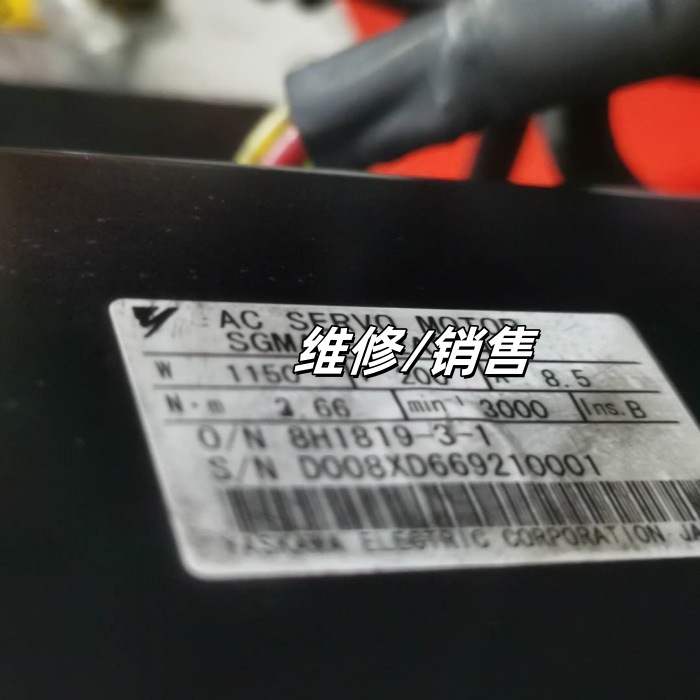 AC SERVO MOTOR
SGM
维修/销售
W 1150 200 A 8.5
N·m 3.66 min⁻¹ 3000 Ins.B
O/N 8H1819-3-1
S/N D008XD669210001
YASKAWA ELECTRIC CORPORATION JA